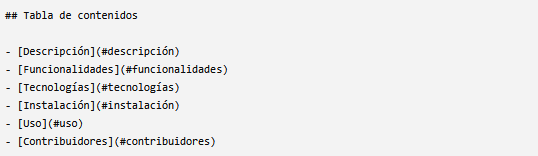 ## Tabla de contenidos
- [Descripción](#descripción)
- [Funcionalidades](#funcionalidades)
- [Tecnologías](#tecnologías)
- [Instalación](#instalación)
- [Uso](#uso)
- [Contribuidores](#contribuidores)